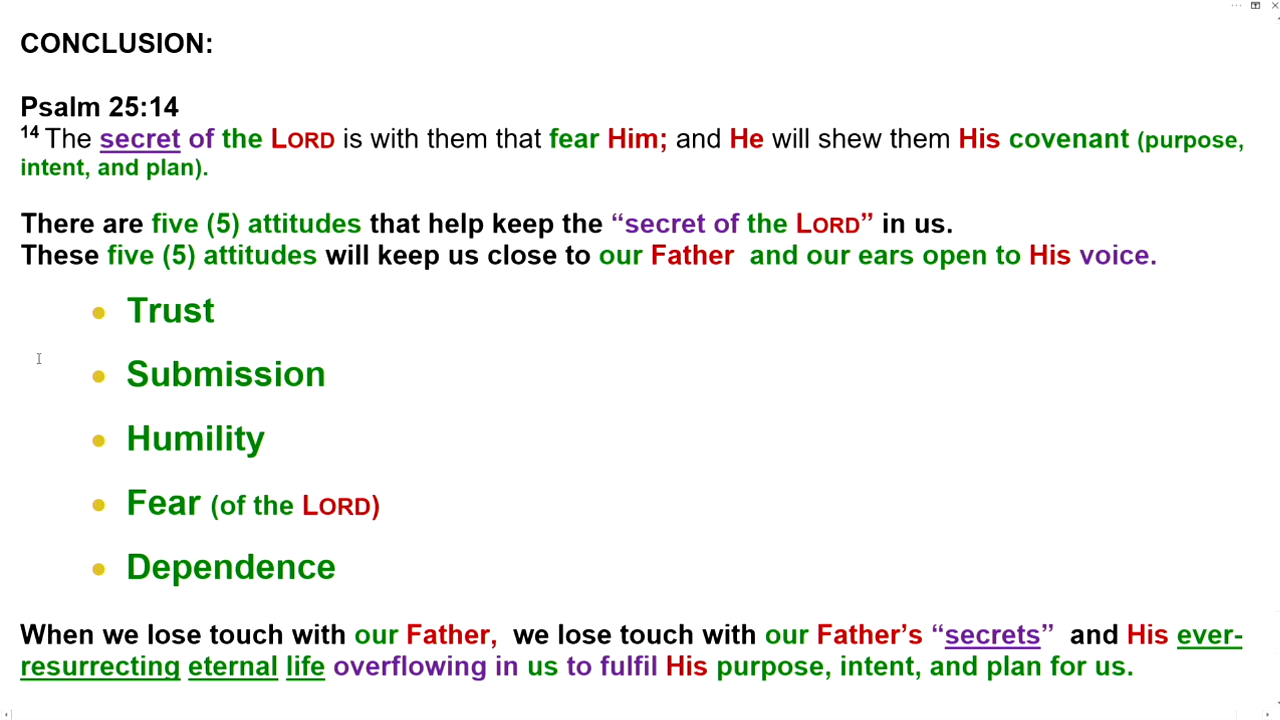 CONCLUSION:
Psalm 25:14
14 The secret of the LORD is with them that fear Him; and He will shew them His covenant (purpose,
intent, and plan).
There are five (5) attitudes that help keep the “secret of the LORD” in us.
These five (5) attitudes will keep us close to our Father and our ears open to His voice.
• Trust
• Submission
• Humility
• Fear (of the LORD)
• Dependence
When we lose touch with our Father, we lose touch with our Father’s “secrets” and His ever-
resurrecting eternal life overflowing in us to fulfil His purpose, intent, and plan for us.